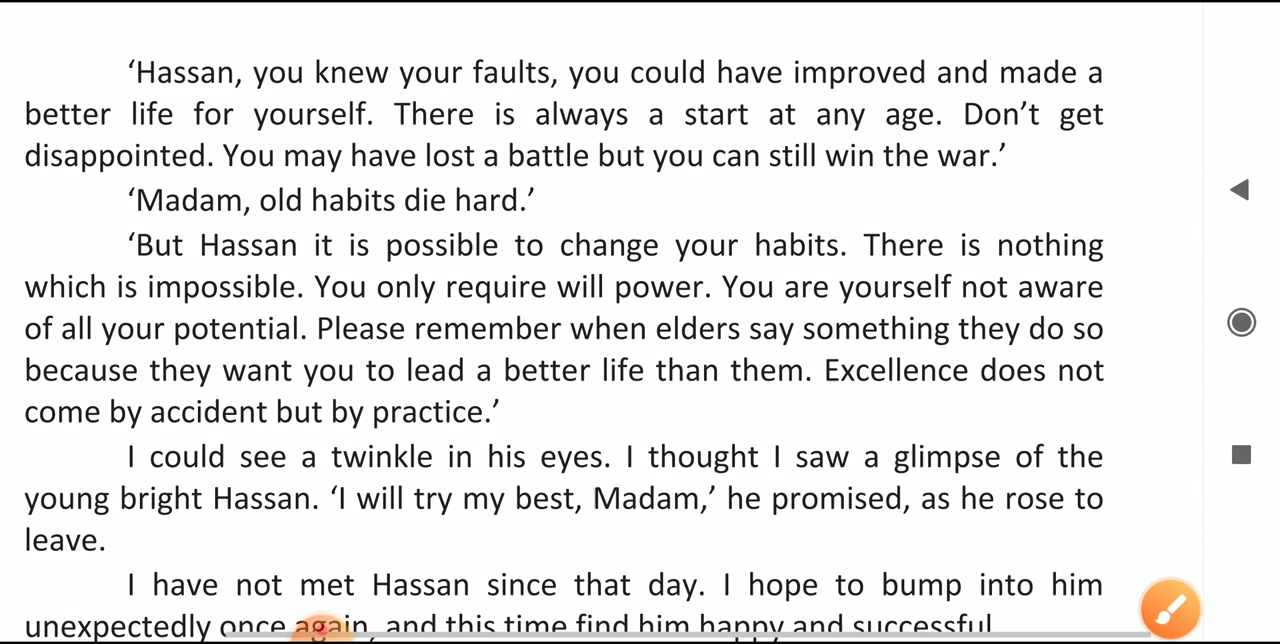 ‘Hassan, you knew your faults, you could have improved and made a
better life for yourself. There is always a start at any age. Don’t get
disappointed. You may have lost a battle but you can still win the war.’
‘Madam, old habits die hard.’
‘But Hassan it is possible to change your habits. There is nothing
which is impossible. You only require will power. You are yourself not aware
of all your potential. Please remember when elders say something they do so
because they want you to lead a better life than them. Excellence does not
come by accident but by practice.’
I could see a twinkle in his eyes. I thought I saw a glimpse of the
young bright Hassan. ‘I will try my best, Madam,’ he promised, as he rose to
leave.
I have not met Hassan since that day. I hope to bump into him
unexpectedly once again, and this time find him happy and successful